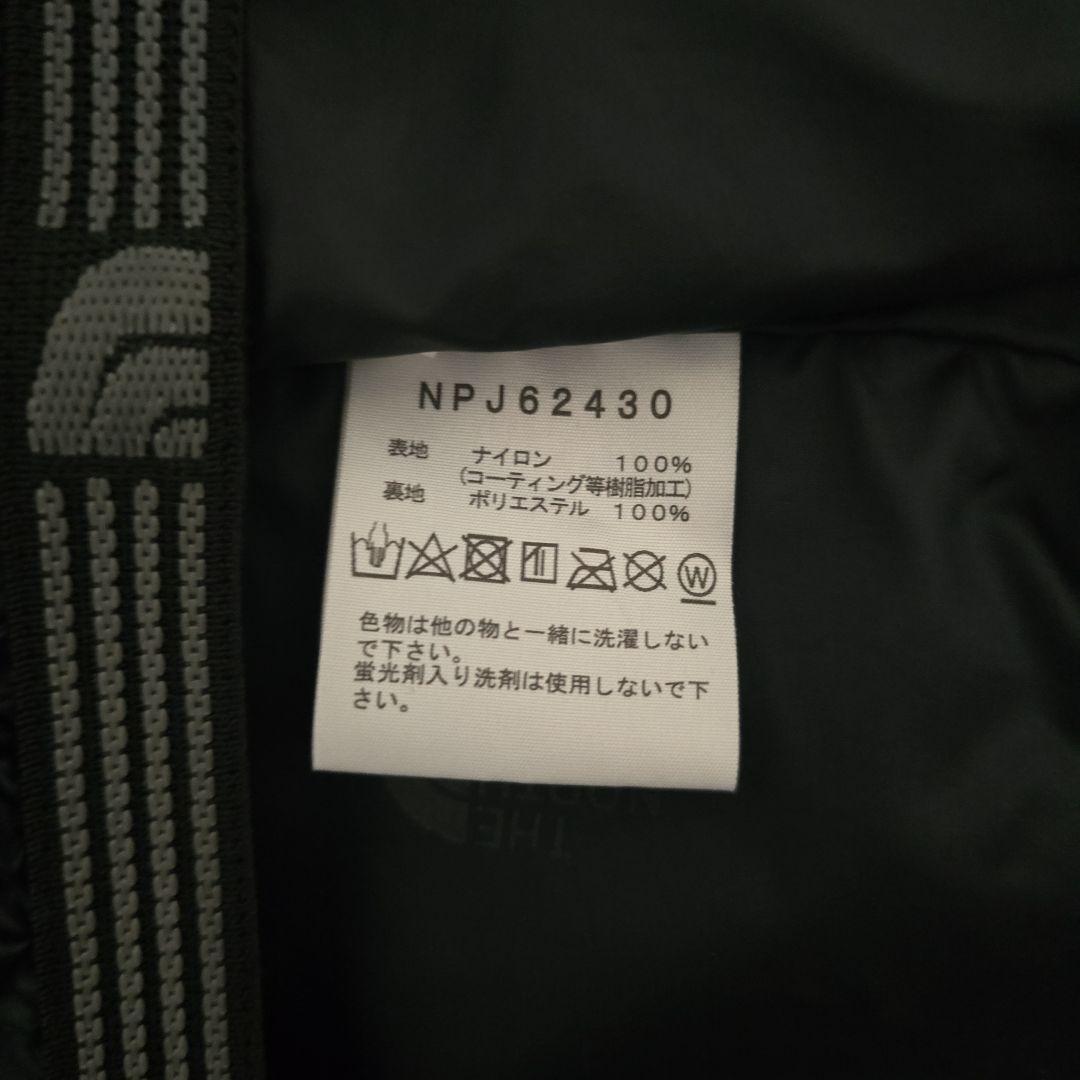 NPJ62430
表地 ナイロン 100%
(コーティング等樹脂加工)
裏地 ポリエステル 100%
W
色物は他の物と一緒に洗濯しない
で下さい。
蛍光剤入り洗剤は使用しないで下
さい。
THE
NORTH